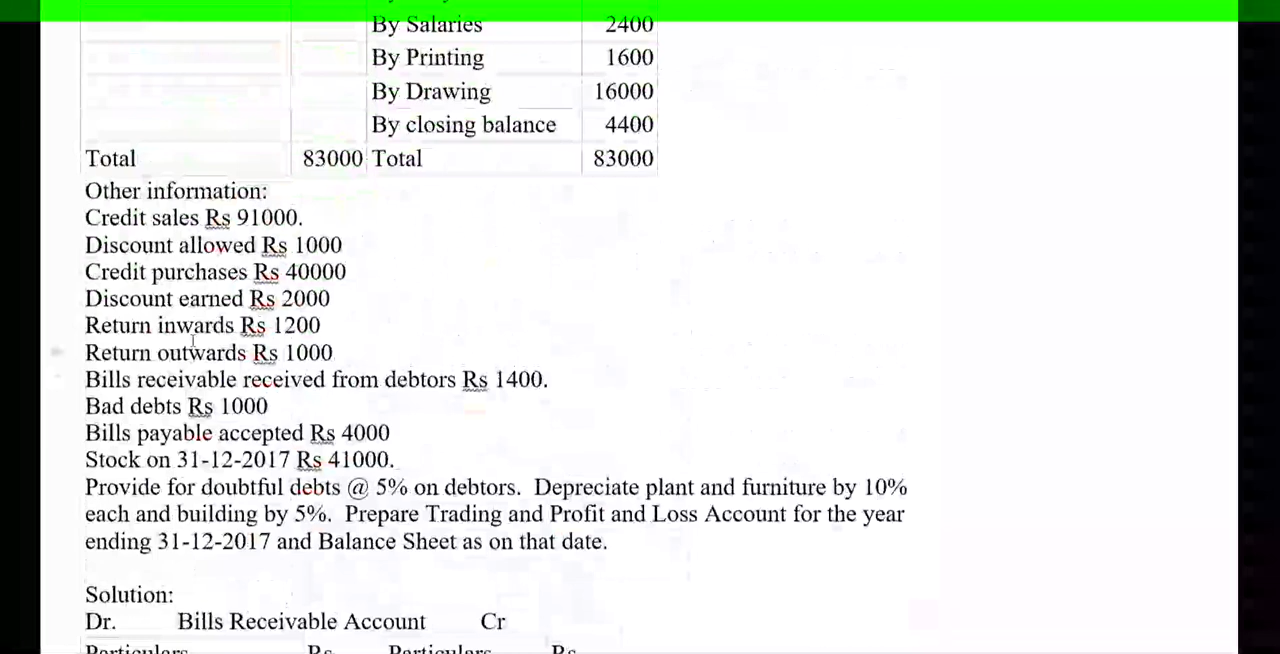 By Salaries 2400
By Printing 1600
By Drawing 16000
By closing balance 4400
Total 83000 Total 83000
Other information:
Credit sales Rs 91000.
Discount allowed Rs 1000
Credit purchases Rs 40000
Discount earned Rs 2000
Return inwards Rs 1200
Return outwards Rs 1000
Bills receivable received from debtors Rs 1400.
Bad debts Rs 1000
Bills payable accepted Rs 4000
Stock on 31-12-2017 Rs 41000.
Provide for doubtful debts @ 5% on debtors. Depreciate plant and furniture by 10%
each and building by 5%. Prepare Trading and Profit and Loss Account for the year
ending 31-12-2017 and Balance Sheet as on that date.
Solution:
Dr. Bills Receivable Account Cr
Particulars Rs Particulars Rs